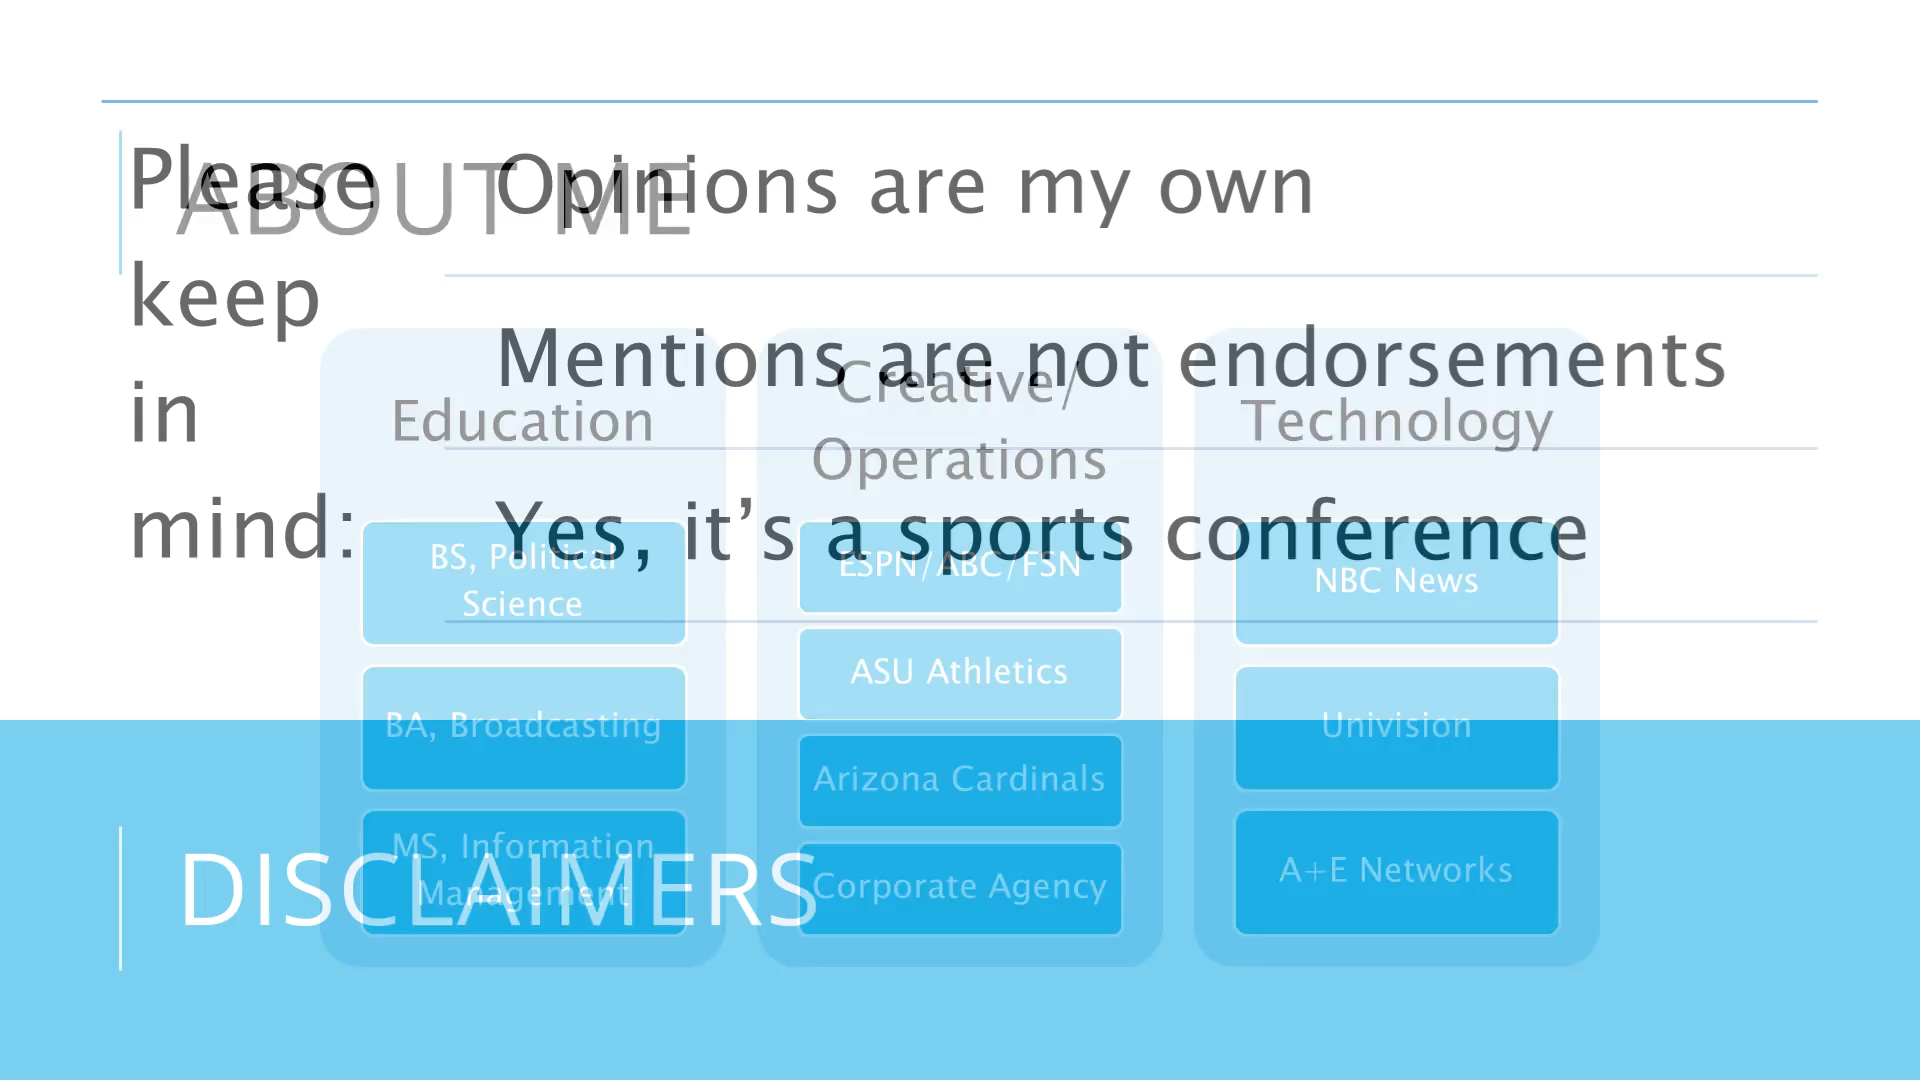 Please
keep
in
mind:
Opinions are my own
Mentions are not endorsements
Yes, it’s a sports conference
DISCLAIMERS
ABOUT ME
Education
BS, Political
Science
BA, Broadcasting
MS, Information
Management
Creative/
Operations
ESPN/ABC/FSN
ASU Athletics
Arizona Cardinals
Corporate Agency
Technology
NBC News
Univision
A+E Networks